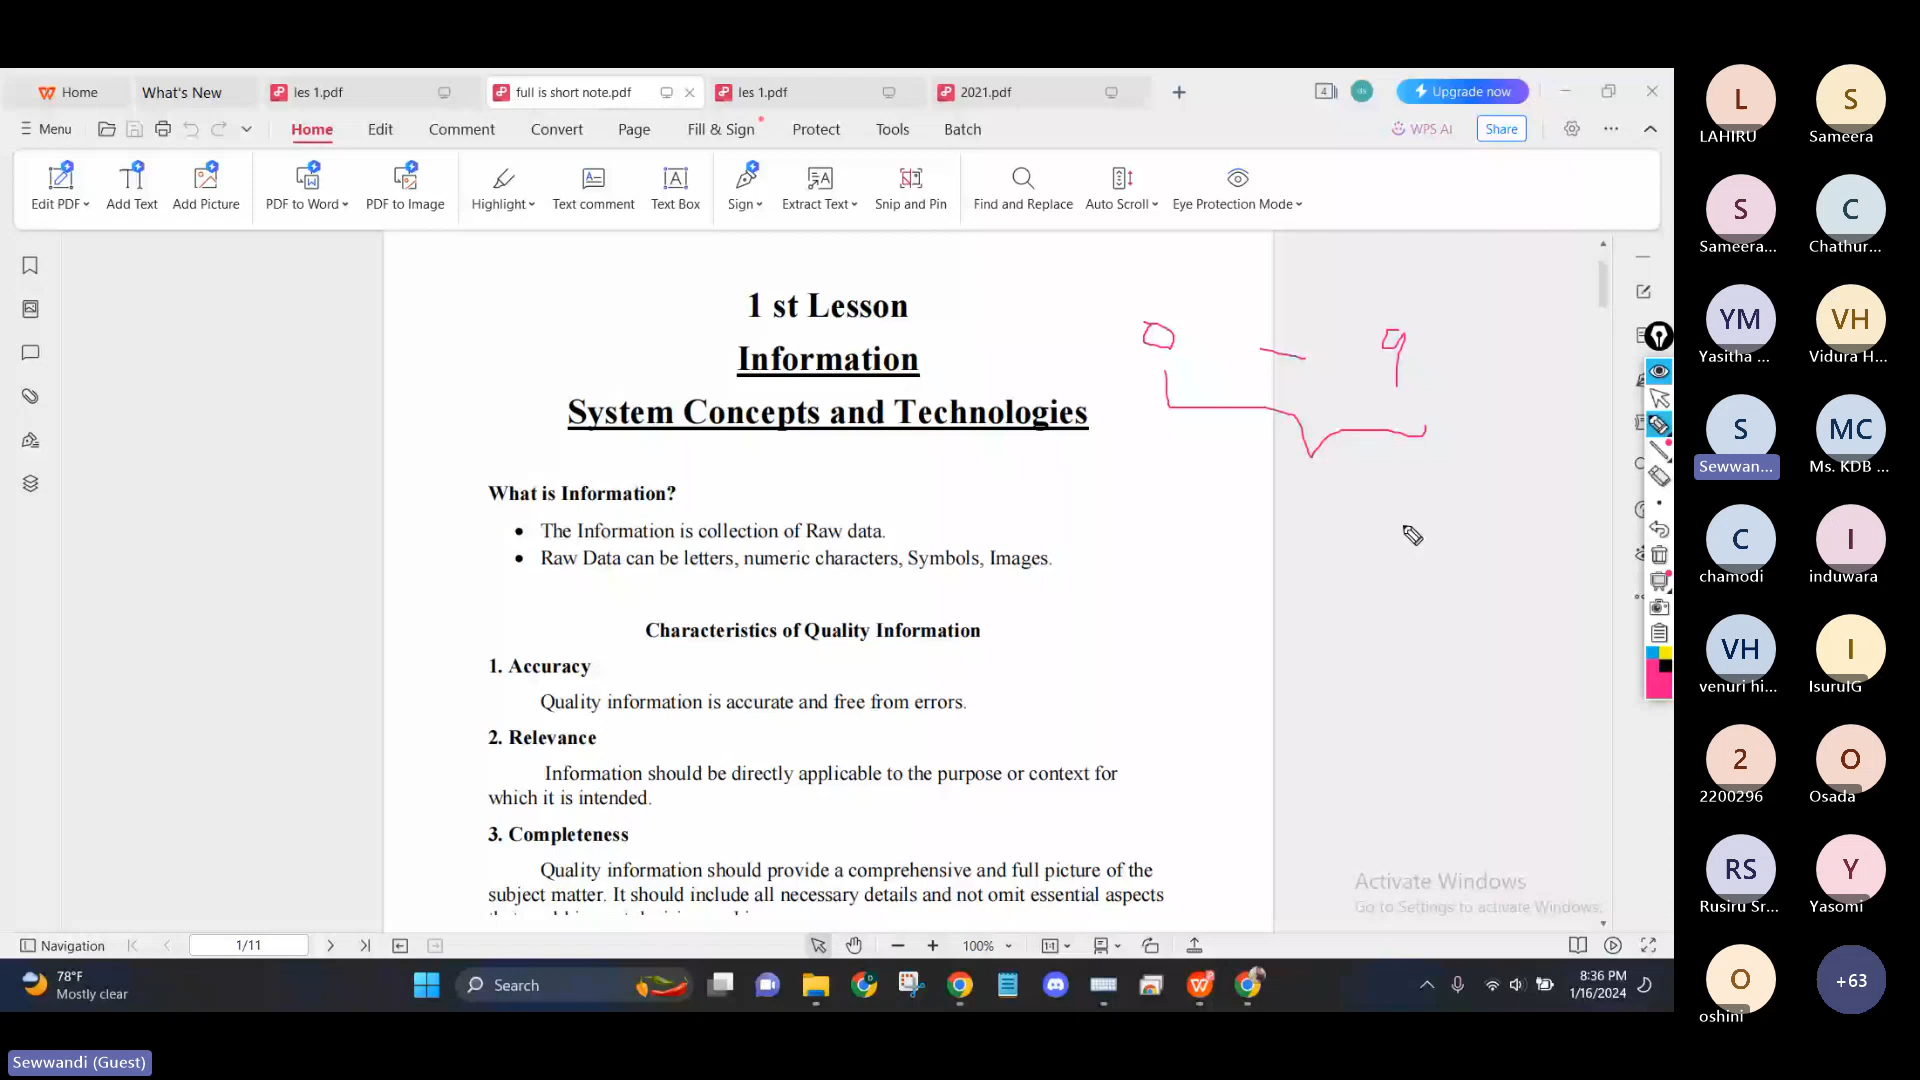 Home
What's New
les 1.pdf
full is short note.pdf
les 1.pdf
2021.pdf
4
ds
Upgrade now
Menu
Home
Edit
Comment
Convert
Page
Fill & Sign
Protect
Tools
Batch
WPS AI
Share
Edit PDF
Add Text
Add Picture
PDF to Word
PDF to Image
Highlight
Text comment
Text Box
Sign
Extract Text
Snip and Pin
Find and Replace
Auto Scroll
Eye Protection Mode
1 st Lesson
Information
System Concepts and Technologies
0 – 9
What is Information?
• The Information is collection of Raw data.
• Raw Data can be letters, numeric characters, Symbols, Images.
Characteristics of Quality Information
1. Accuracy
Quality information is accurate and free from errors.
2. Relevance
Information should be directly applicable to the purpose or context for
which it is intended.
3. Completeness
Quality information should provide a comprehensive and full picture of the
subject matter. It should include all necessary details and not omit essential aspects
Activate Windows
Go to Settings to activate Windows.
Navigation
1/11
100%
78°F
Mostly clear
Search
8:36 PM
1/16/2024
L
LAHIRU
S
Sameera
S
Sameera...
C
Chathur...
YM
Yasitha ...
VH
Vidura H...
S
Sewwan...
MC
Ms. KDB ...
C
chamodi
I
induwara
VH
venuri hi...
I
IsuruIG
2
2200296
O
Osada
RS
Rusiru Sr...
Y
Yasomi
O
oshini
+63
Sewwandi (Guest)